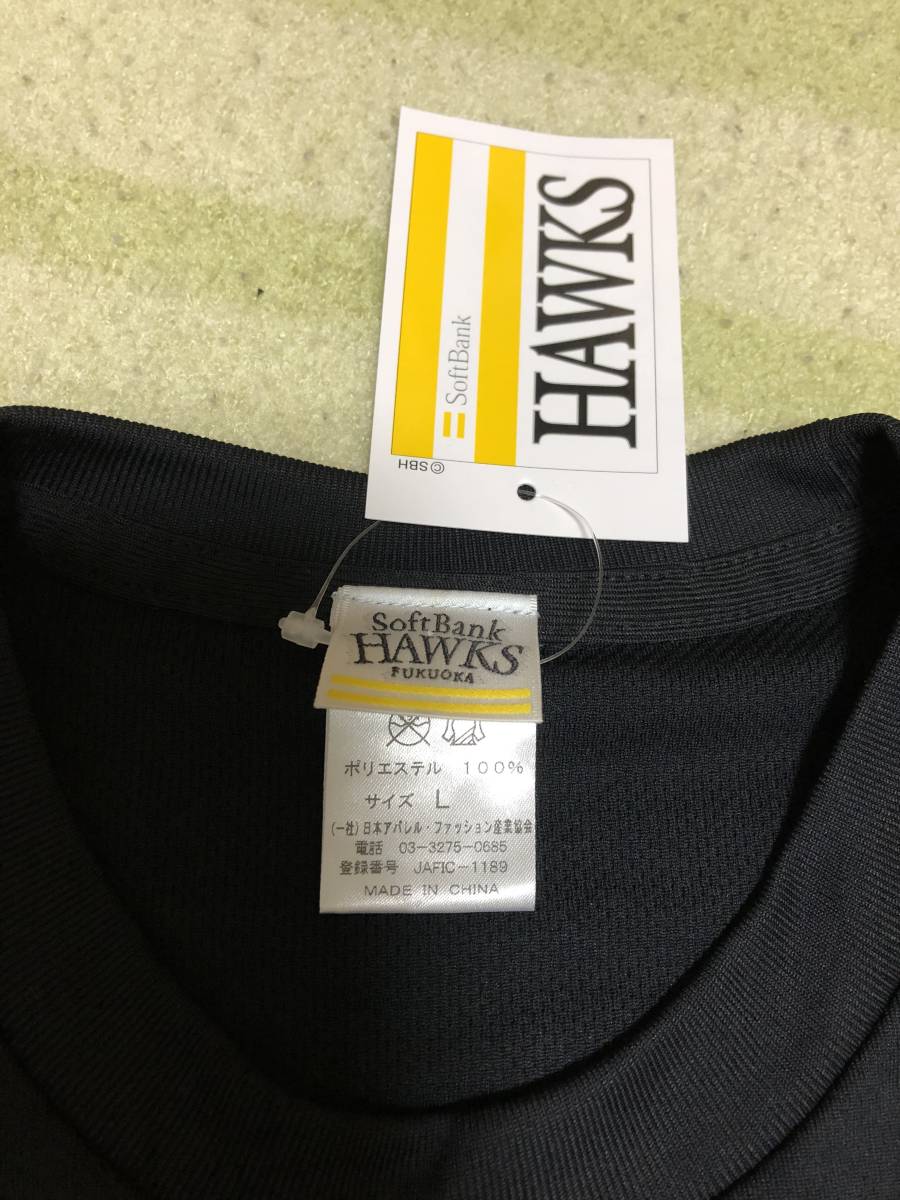 HAWKS
SoftBank
©SBH
SoftBank
HAWKS
FUKUOKA
ポリエステル 100%
サイズ L
(一社)日本アパレル・ファッション産業協会
電話 03-3275-0685
登録番号 JAFIC-1189
MADE IN CHINA